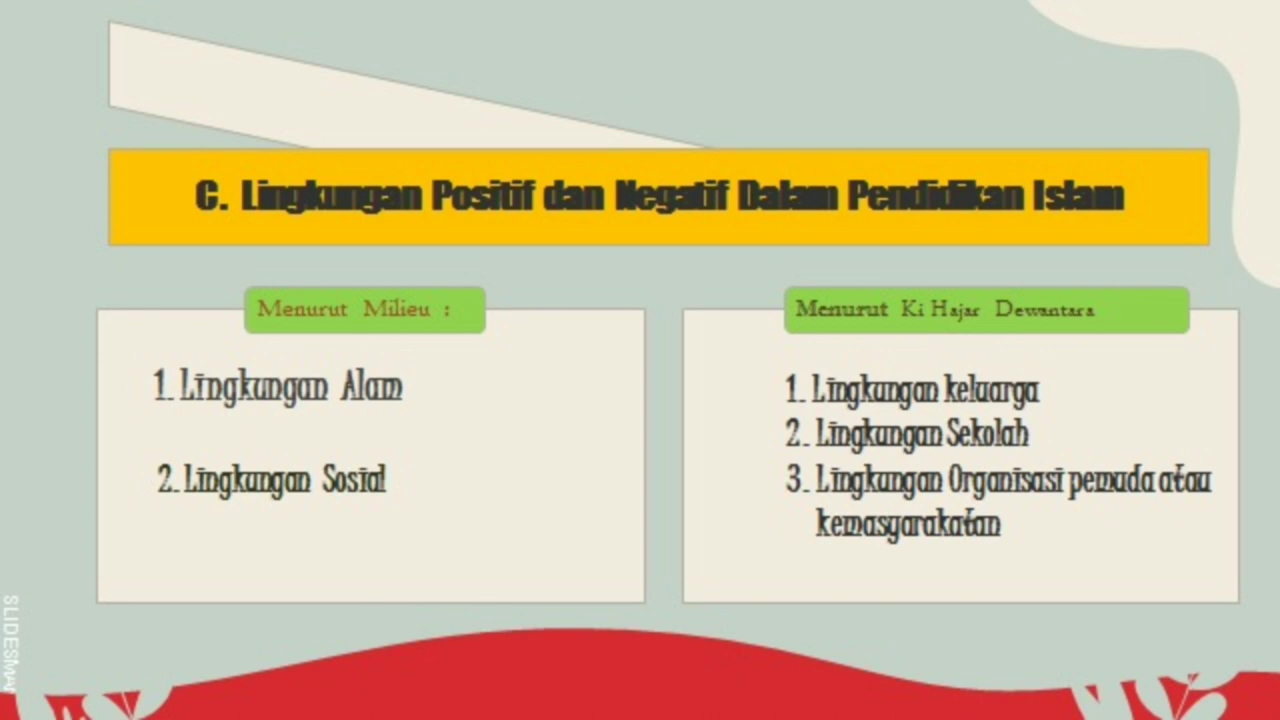 C. Lingkungan Positif dan Negatif Dalam Pendidikan Islam
Menurut Milieu :
1. Lingkungan Alam
2. Lingkungan Sosial
Menurut Ki Hajar Dewantara
1. Lingkungan keluarga
2. Lingkungan Sekolah
3. Lingkungan Organisasi pemuda atau
kemasyarakatan